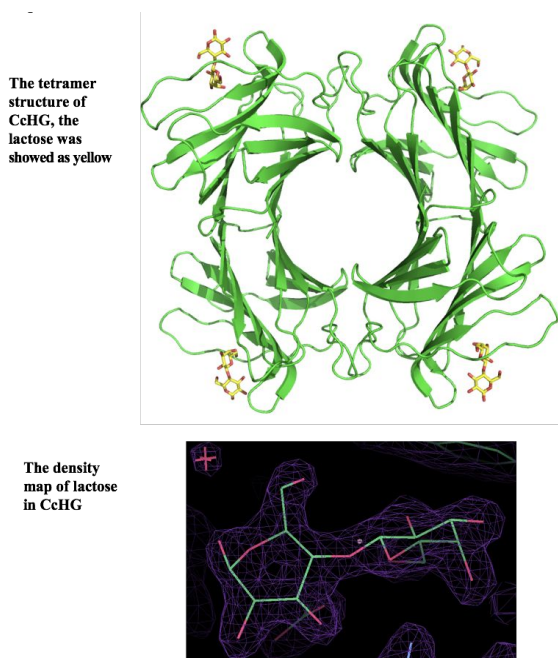 The tetramer
structure of
CcHG, the
lactose was
showed as yellow
The density
map of lactose
in CcHG